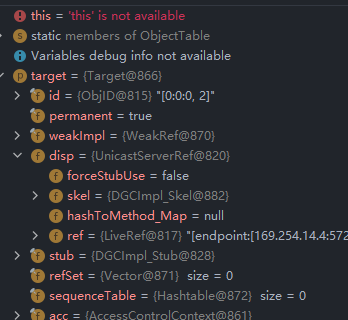 this = 'this' is not available
static members of ObjectTable
Variables debug info not available
target = {Target@866}
id = {ObjID@815} "[0:0:0, 2]"
permanent = true
weakImpl = {WeakRef@870}
disp = {UnicastServerRef@820}
forceStubUse = false
skel = {DGCImpl_Skel@882}
hashToMethod_Map = null
ref = {LiveRef@817} "[endpoint:[169.254.14.4:572
stub = {DGCImpl_Stub@828}
refSet = {Vector@871} size = 0
sequenceTable = {Hashtable@872} size = 0
acc = {AccessControlContext@861}